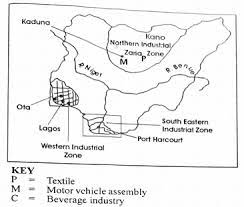 Kaduna
Kano
Northern Industrial
Zaria Zone
M P
R. Niger
R. Benue
Ota
Lagos
South Eastern
Industrial Zone
Port Harcourt
Western Industrial
Zone
KEY
P = Textile
M = Motor vehicle assembly
C = Beverage industry